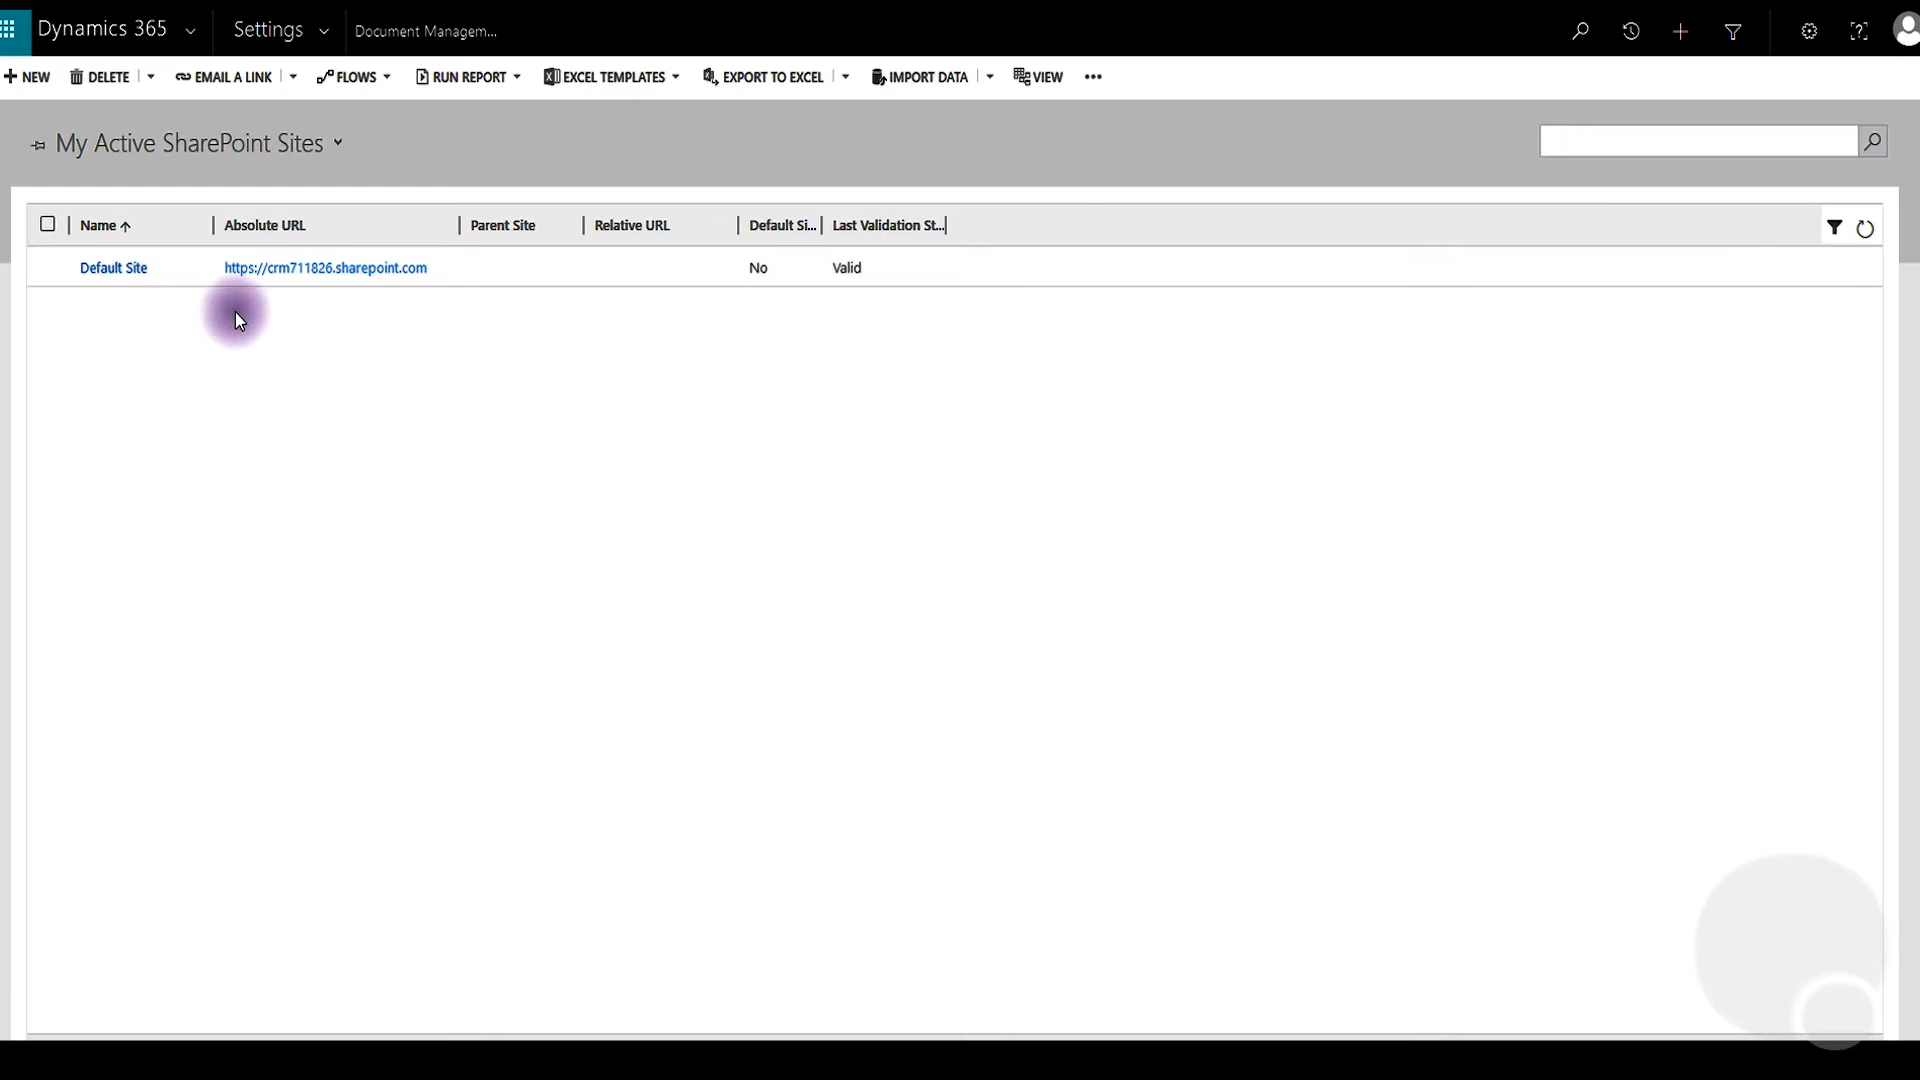 Dynamics 365 Settings Document Managem...
NEW DELETE EMAIL A LINK FLOWS RUN REPORT EXCEL TEMPLATES EXPORT TO EXCEL IMPORT DATA VIEW
My Active SharePoint Sites
Name Absolute URL Parent Site Relative URL Default Si... Last Validation St...
Default Site https://crm711826.sharepoint.com No Valid